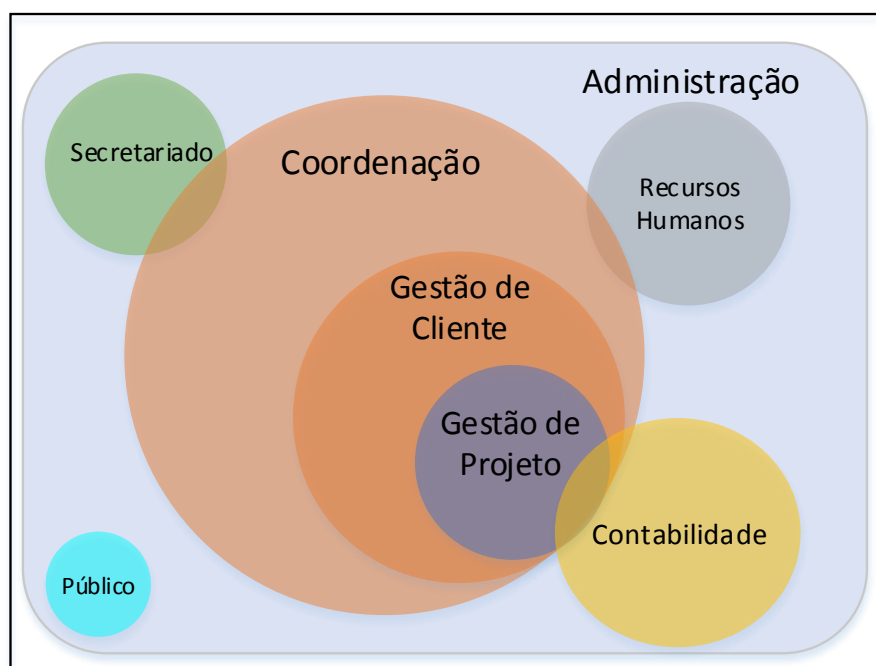 Administração
Secretariado
Coordenação
Recursos
Humanos
Gestão de
Cliente
Gestão de
Projeto
Contabilidade
Público